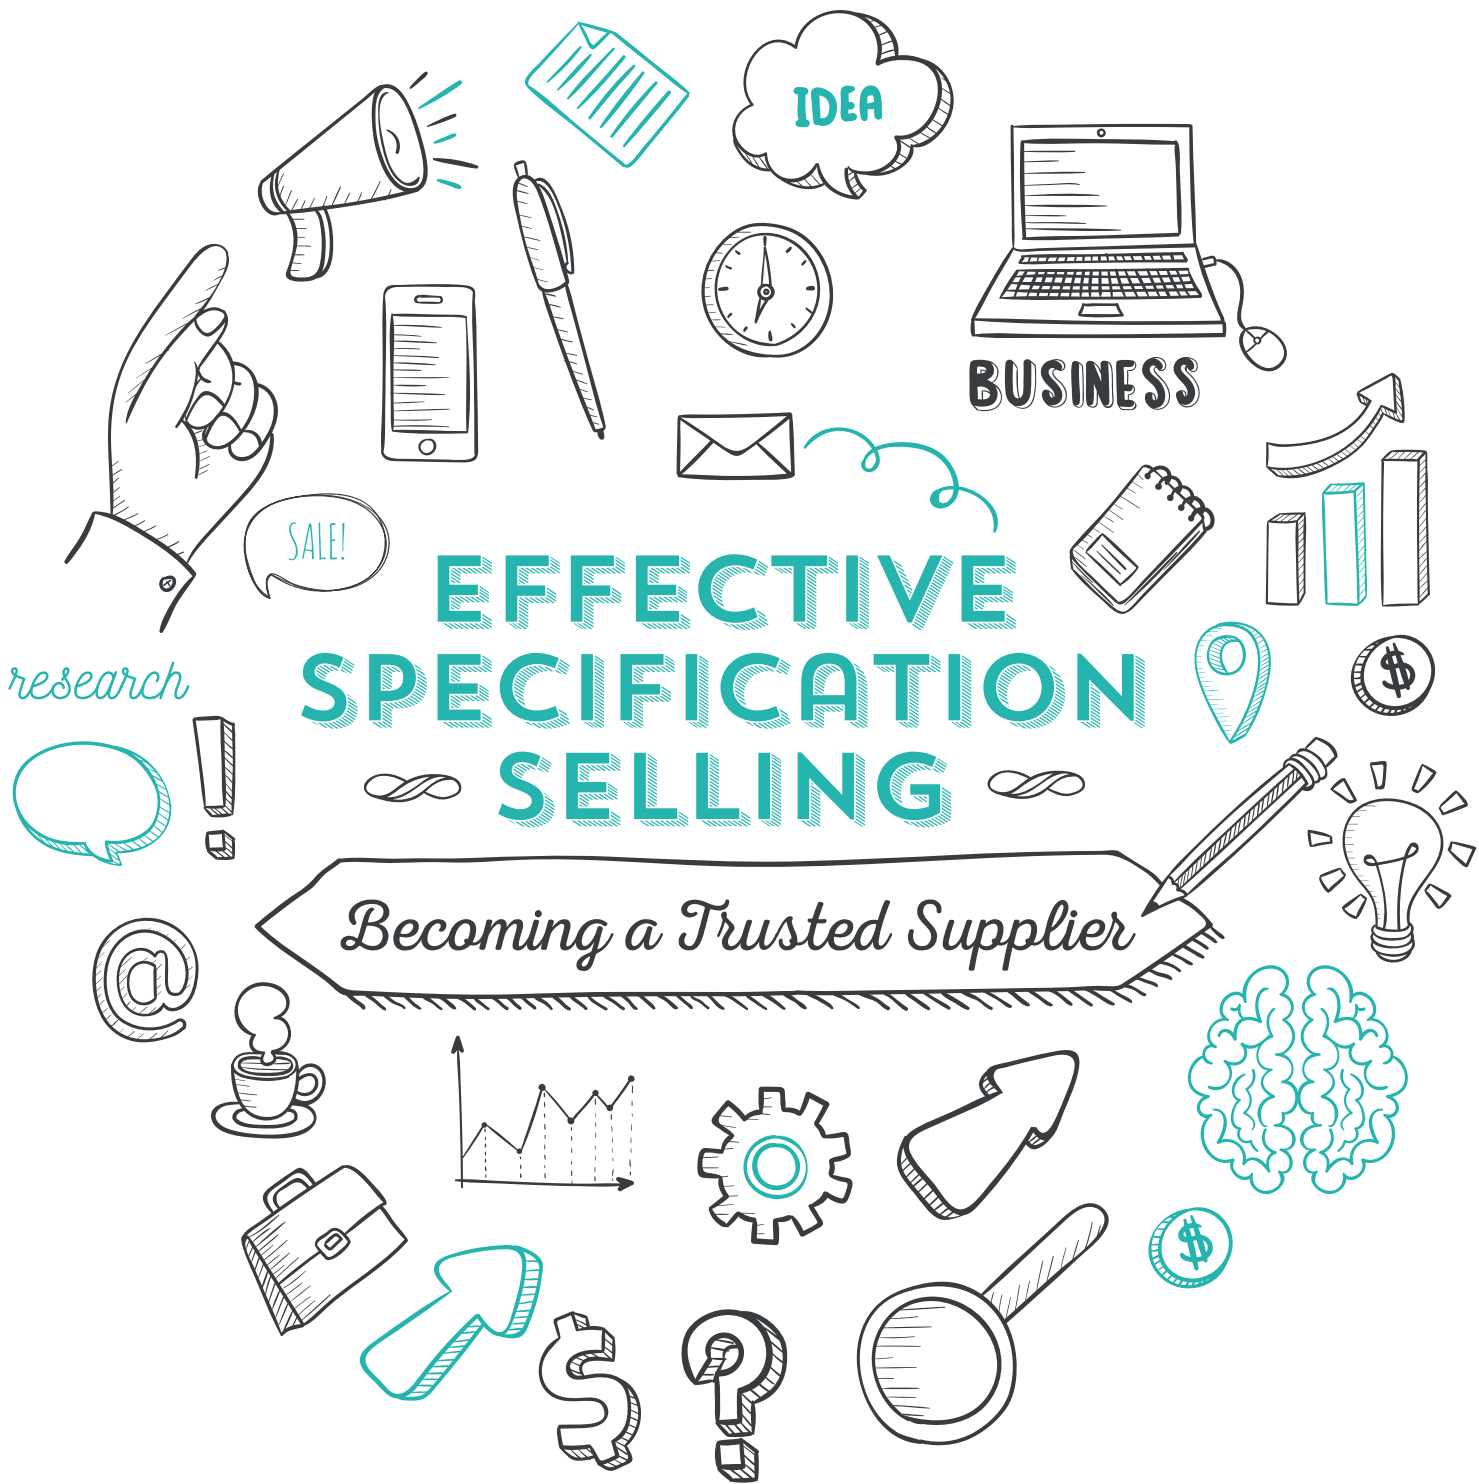 IDEA
BUSINESS
SALE!
EFFECTIVE
SPECIFICATION
SELLING
research
$
!
Becoming a Trusted Supplier
@
$
$
?